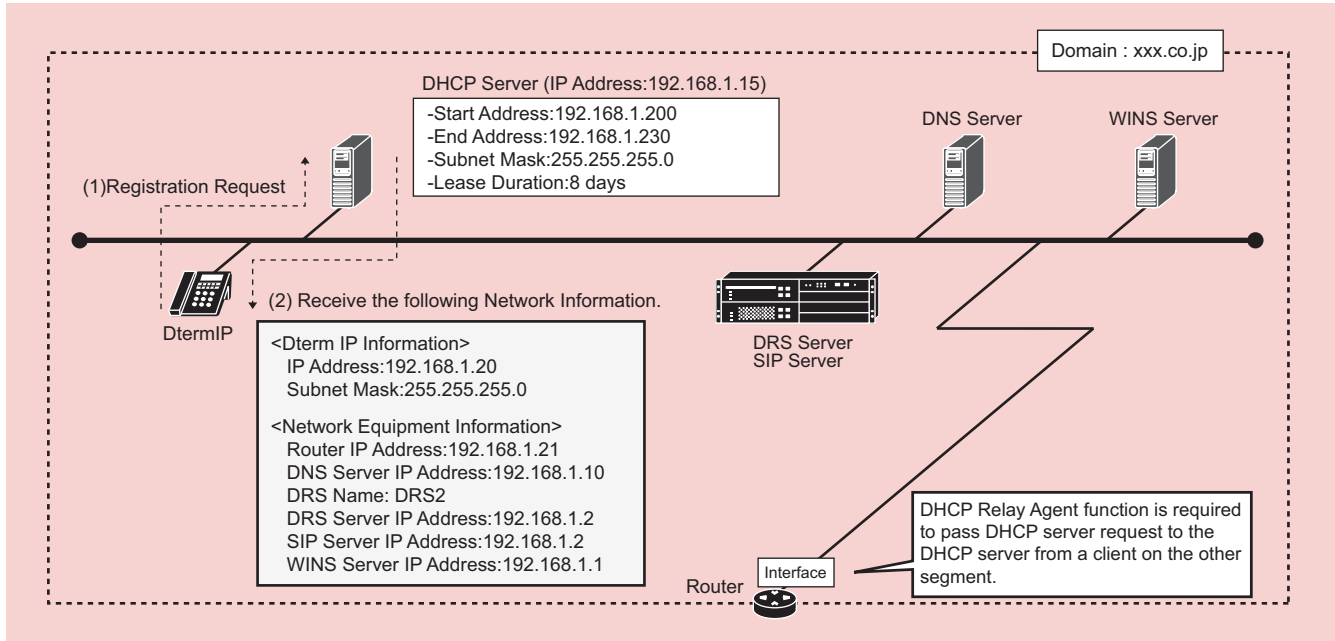 Domain : xxx.co.jp
DHCP Server (IP Address:192.168.1.15)
-Start Address:192.168.1.200
-End Address:192.168.1.230
-Subnet Mask:255.255.255.0
-Lease Duration:8 days
DNS Server
WINS Server
(1)Registration Request
DtermIP
(2) Receive the following Network Information.
<Dterm IP Information>
IP Address:192.168.1.20
Subnet Mask:255.255.255.0
<Network Equipment Information>
Router IP Address:192.168.1.21
DNS Server IP Address:192.168.1.10
DRS Name: DRS2
DRS Server IP Address:192.168.1.2
SIP Server IP Address:192.168.1.2
WINS Server IP Address:192.168.1.1
DRS Server
SIP Server
DHCP Relay Agent function is required
to pass DHCP server request to the
DHCP server from a client on the other
segment.
Interface
Router